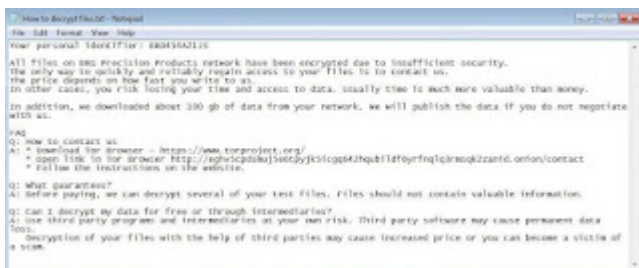 How to decrypt files.txt - Notepad
File Edit Format View Help
Your personal identifier:
All files on BRG Precision Products network have been encrypted due to insufficient security.
The only way to quickly and reliably regain access to your files is to contact us.
the price depends on how fast you write to us.
In other cases, you risk losing your time and access to data. Usually time is much more valuable than money.
In addition, we downloaded about 100 gb of data from your network. We will publish the data if you do not negotiate
with us.
FAQ
Q: How to contact us
A: * Download Tor Browser - https://www.torproject.org/
* Open link in Tor Browser
* Follow the instructions on the website.
Q: What guarantees?
A: Before paying, we can decrypt several of your test files. Files should not contain valuable information.
Q: Can I decrypt my data for free or through intermediaries?
A: Use third party programs and intermediaries at your own risk. Third party software may cause permanent data
loss.
Decryption of your files with the help of third parties may cause increased price or you can become a victim of
a scam.